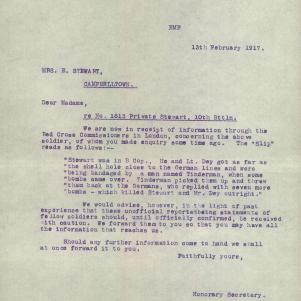 EMF
13th February 1917.
MRS. E. STEWART,
CAMPBELLTOWN.
Dear Madame,
re No. 1813 Private Stewart, 10th Bttln.
We are now in receipt of information through the
Red Cross Commissioners in London, concerning the above
soldier, of whom you made enquiry some time ago. The "Slip"
reads as follows:--
"Stewart was in B Coy., He and Lt. Dey got as far as
"the shell hole close to the German lines and were
"being bandaged by a man named Tinderman, when some
"bombs came over. Tinderman picked them up and threw
"them back at the Germans, who replied with seven more
"bombs - which killed Stewart and Mr. Dey outright."
We would advise, however, in the light of past
experience that these unofficial reports being statements of
fellow soldiers should, until officially confirmed, be received
with caution. We forward them to you so that you may have all
the information that reaches us.
Should any further information come to hand we shall
at once forward it to you.
Faithfully yours,
Honorary Secretary.